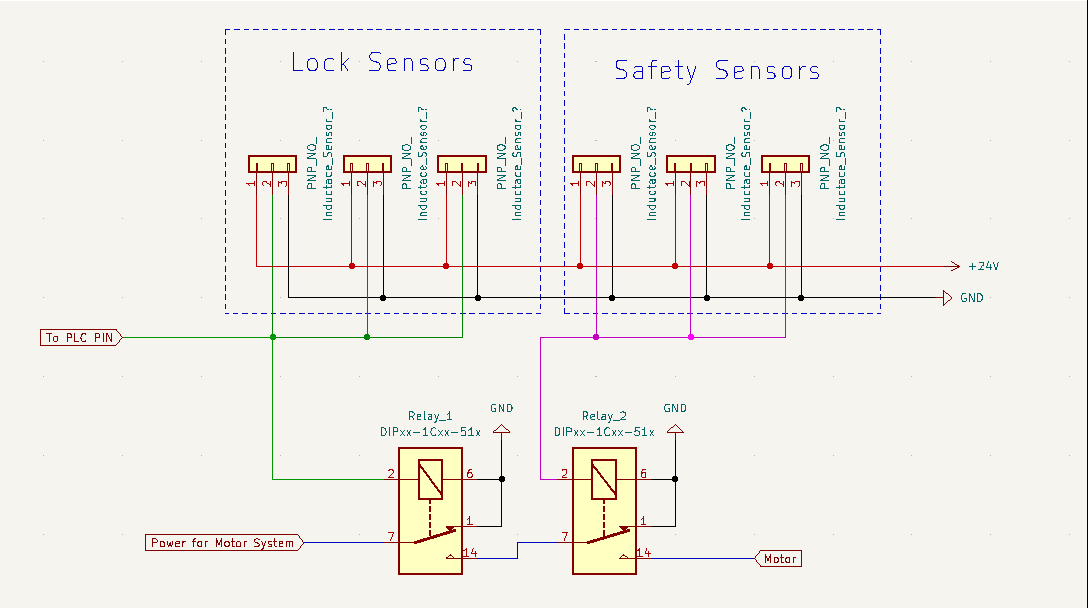 Lock Sensors
Safety Sensors
PNP_NO_
Inductace_Sensor_?
PNP_NO_
Inductace_Sensor_?
PNP_NO_
Inductace_Sensor_?
PNP_NO_
Inductace_Sensor_?
PNP_NO_
Inductace_Sensor_?
PNP_NO_
Inductace_Sensor_?
1 2 3
1 2 3
1 2 3
1 2 3
1 2 3
1 2 3
+24V
GND
To PLC PIN
Relay_1
DIPxx-1Cxx-51x
GND
Relay_2
DIPxx-1Cxx-51x
GND
2
6
2
6
1
1
7
7
14
14
Power for Motor System
Motor